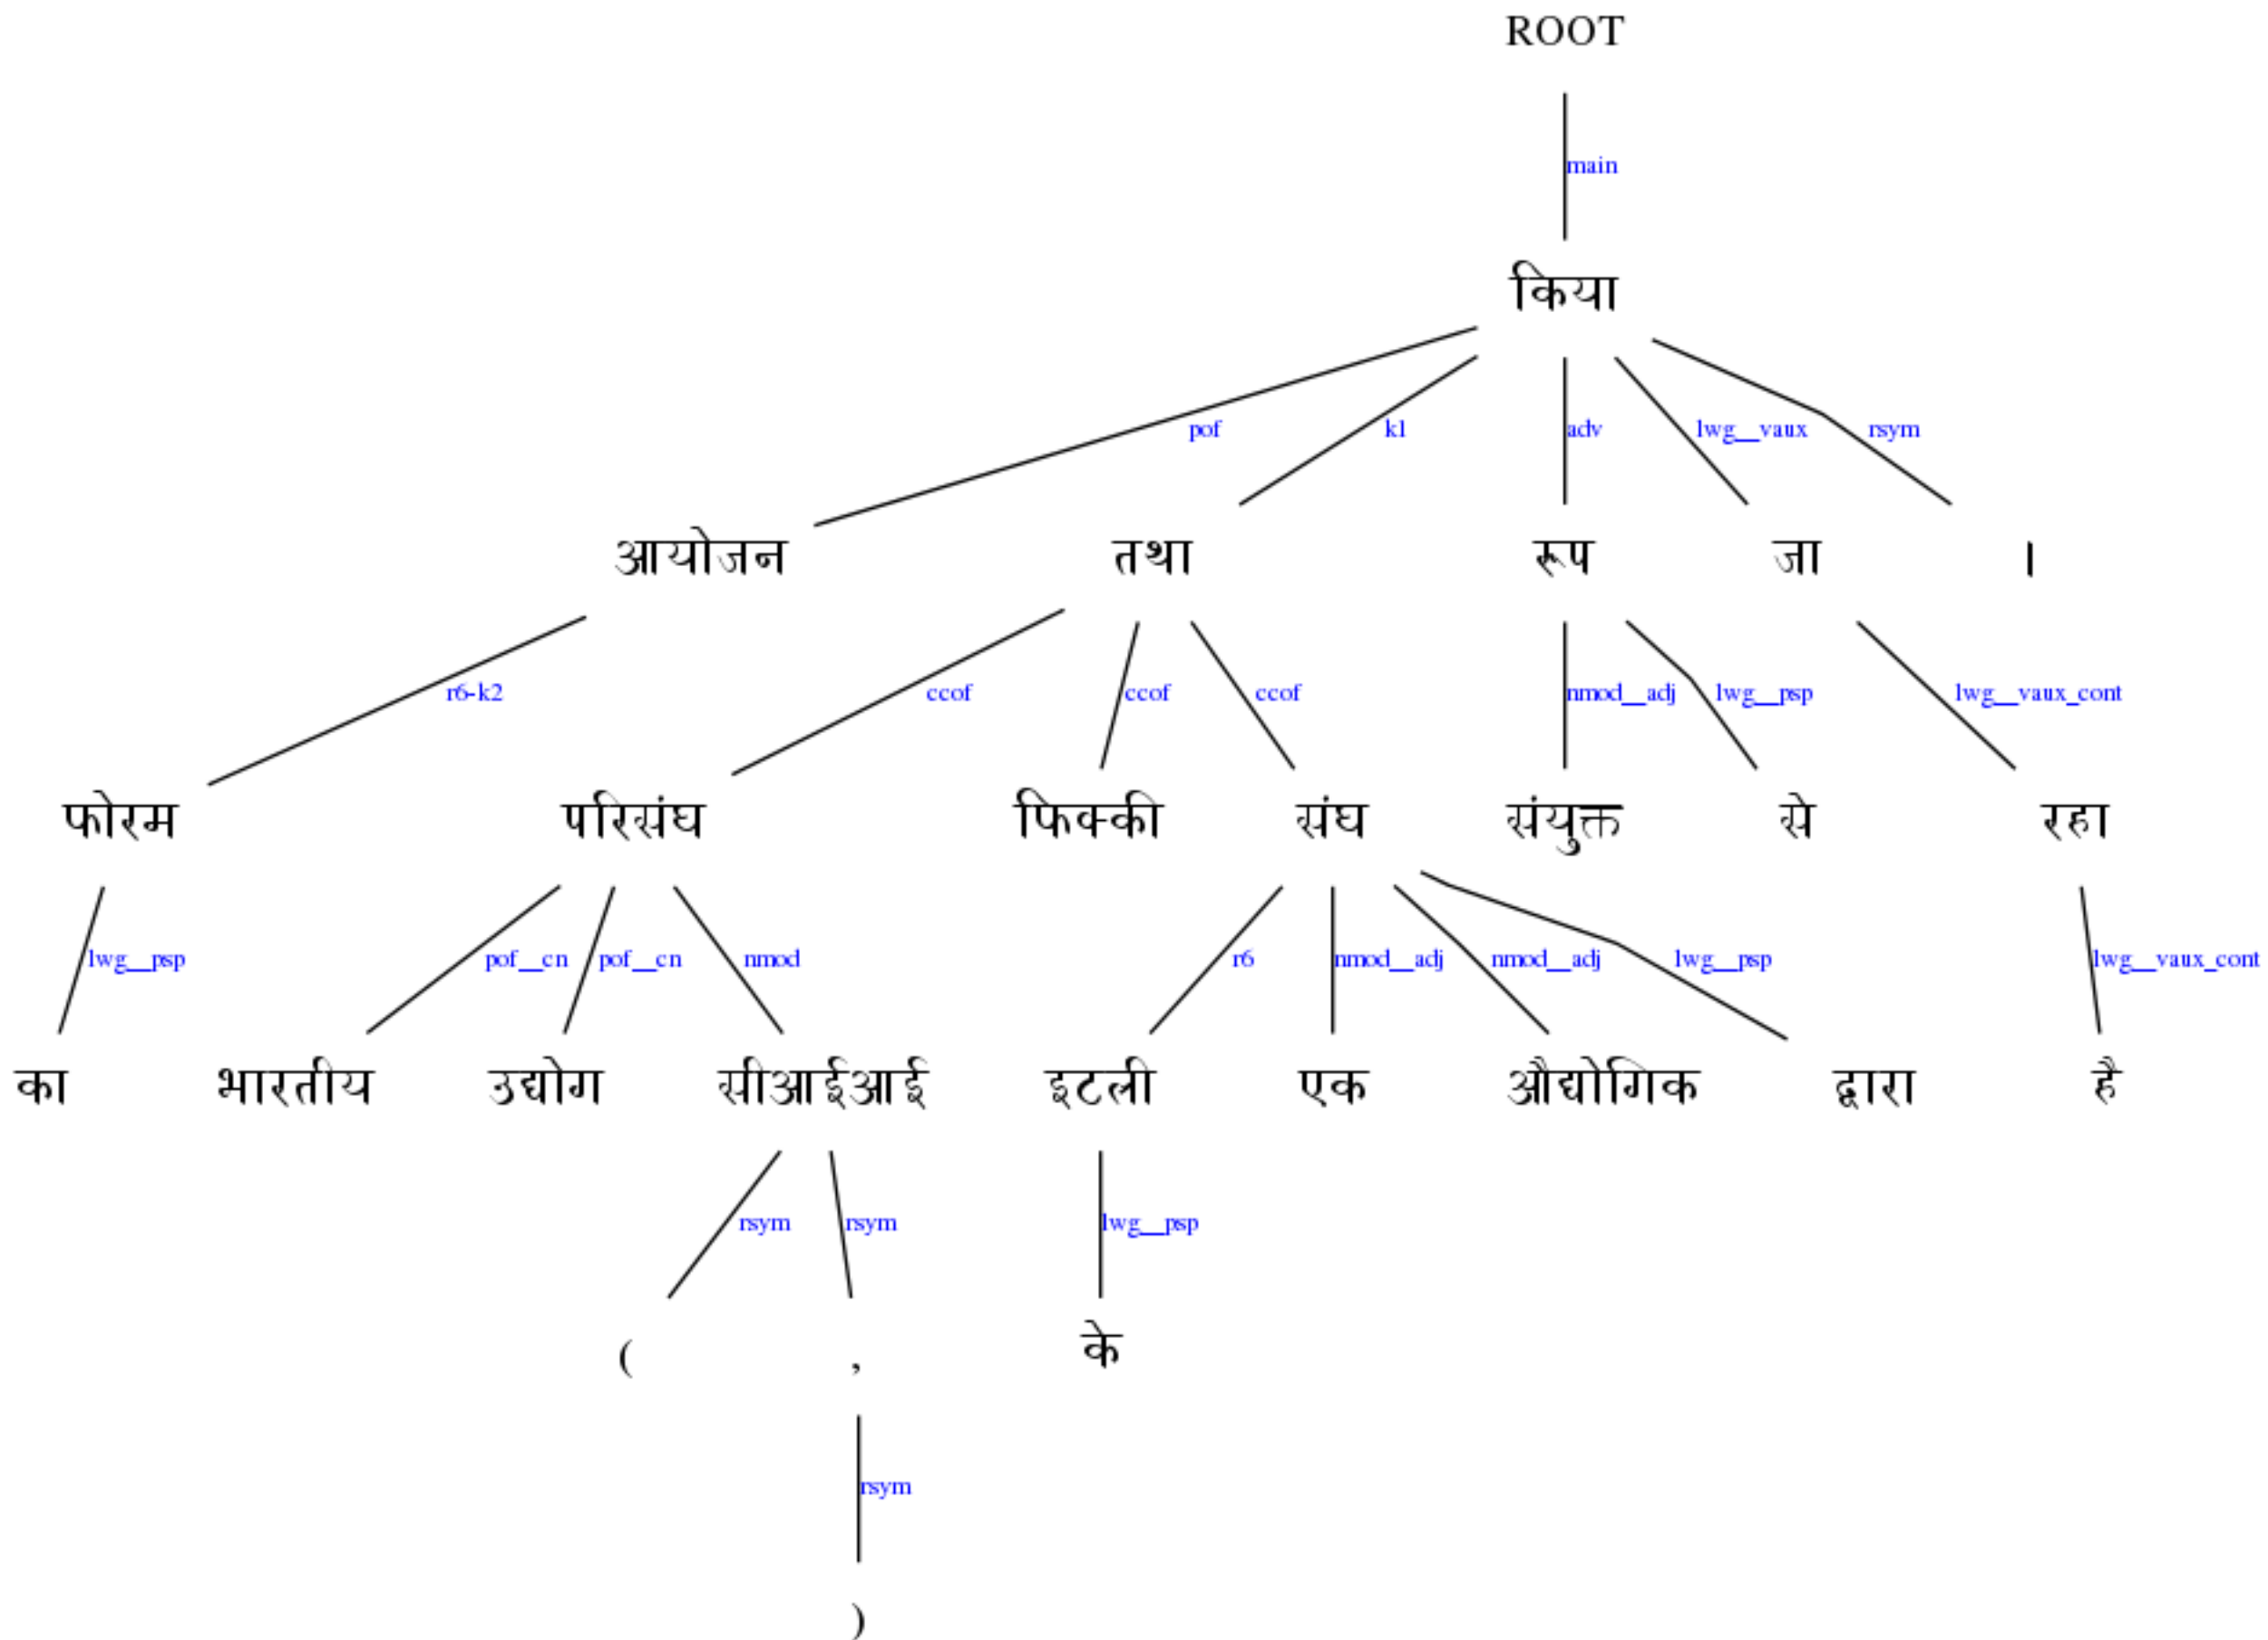 ROOT
main
किया
pof k1 adv lwg__vaux rsym
आयोजन तथा रूप जा ।
r6-k2 ccof ccof ccof nmod__adj lwg__psp lwg__vaux_cont
फोरम परिसंघ फिक्की संघ संयुक्त से रहा
lwg__psp pof__cn pof__cn nmod r6 nmod__adj nmod__adj lwg__psp lwg__vaux_cont
का भारतीय उद्योग सीआईआई इटली एक औद्योगिक द्वारा है
rsym rsym lwg__psp
( , के
rsym
)